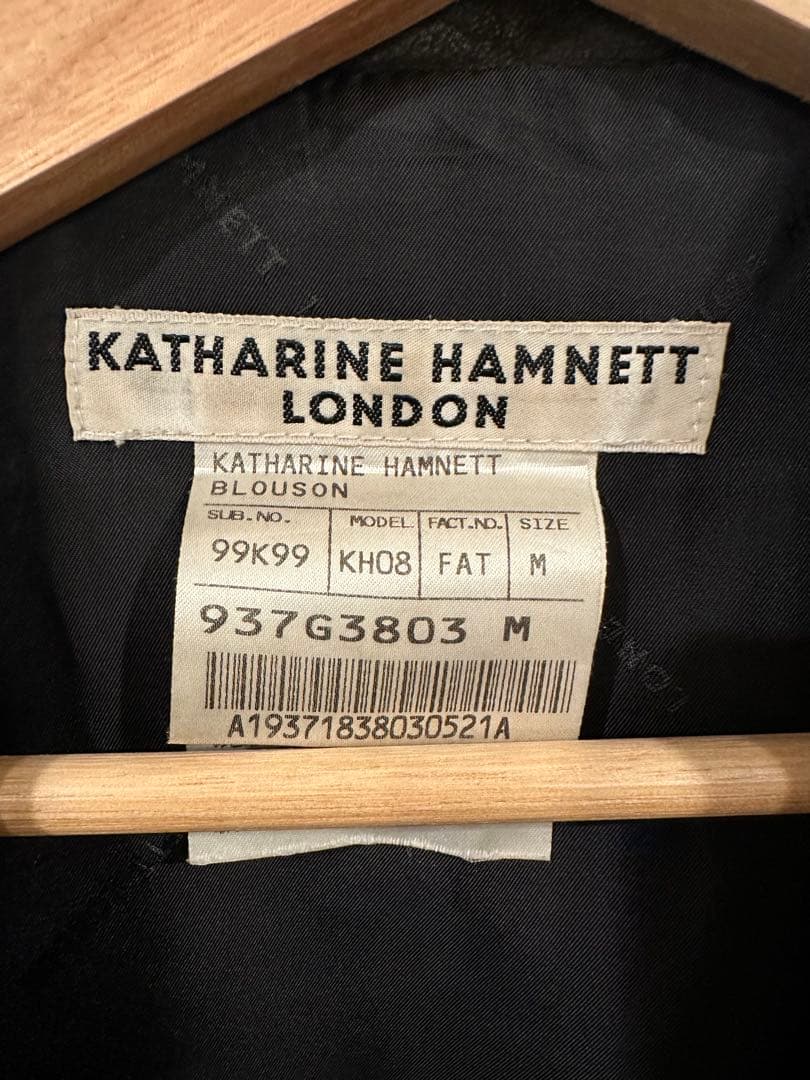 KATHARINE HAMNETT
LONDON
KATHARINE HAMNETT
BLOUSON
SUB.NO. MODEL FACT.NO. SIZE
99K99 KH08 FAT M
937G3803 M
A19371838030521A